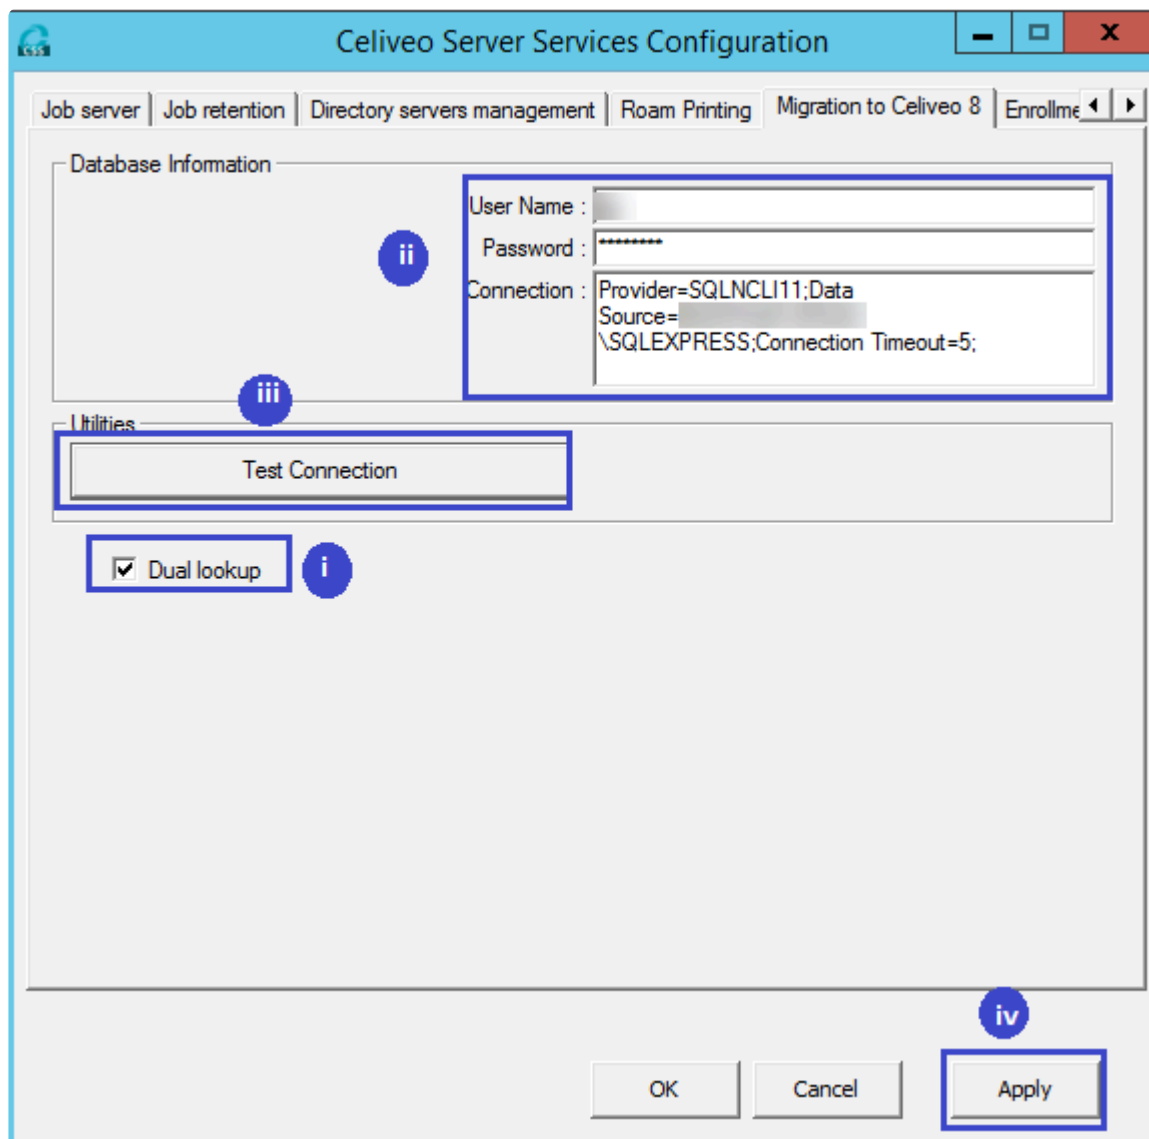 CSS
Celiveo Server Services Configuration
x
Job server
Job retention
Directory servers management
Roam Printing
Migration to Celiveo 8
Enrollme
Database Information
User Name :
ii
Password : ********
Connection : Provider=SQLNCLI11;Data
Source=
\SQLEXPRESS;Connection Timeout=5;
iii
Utilities
Test Connection
Dual lookup
i
iv
OK
Cancel
Apply